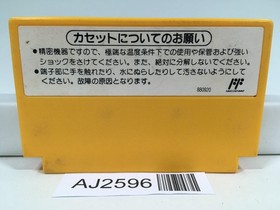 カセットについてのお願い
●精密機器ですので、極端な温度条件下での使用や保管および強い
ショックをさけてください。また、絶対に分解しないでください。
●端子部に手を触れたり、水にぬらしたりして汚さないようにして
ください。故障の原因となります。
AJ2596